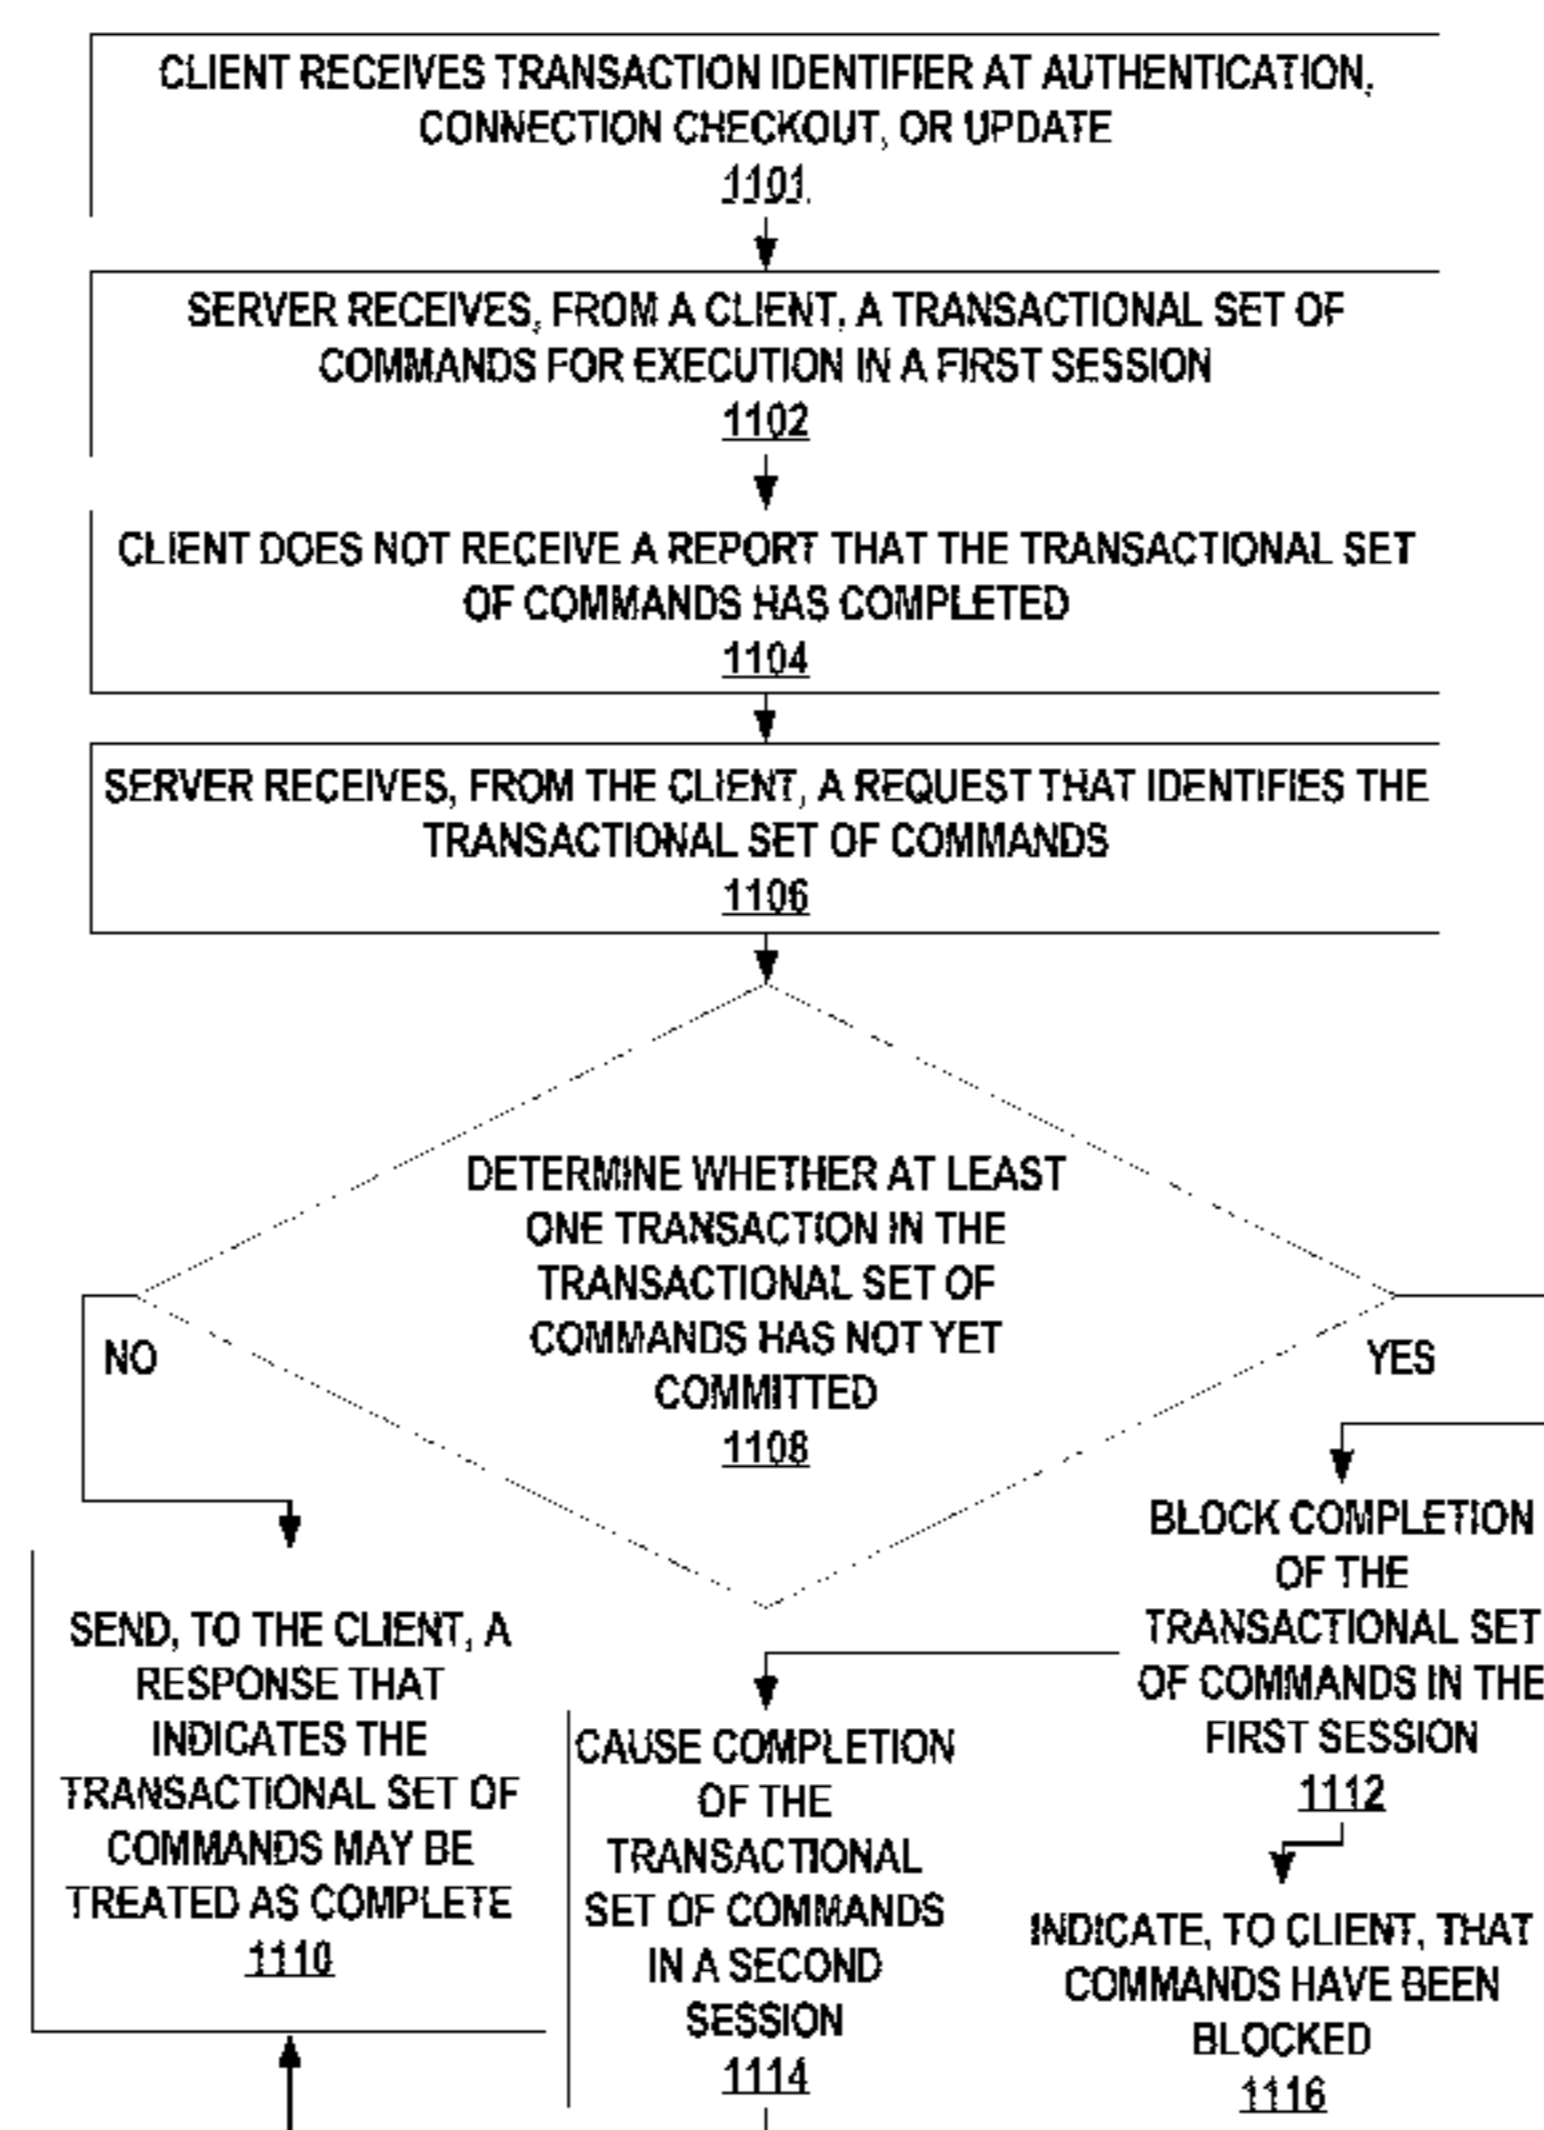 CLIENT RECEIVES TRANSACTION IDENTIFIER AT AUTHENTICATION,
CONNECTION CHECKOUT, OR UPDATE
1101
SERVER RECEIVES, FROM A CLIENT, A TRANSACTIONAL SET OF
COMMANDS FOR EXECUTION IN A FIRST SESSION
1102
CLIENT DOES NOT RECEIVE A REPORT THAT THE TRANSACTIONAL SET
OF COMMANDS HAS COMPLETED
1104
SERVER RECEIVES, FROM THE CLIENT, A REQUEST THAT IDENTIFIES THE
TRANSACTIONAL SET OF COMMANDS
1106
DETERMINE WHETHER AT LEAST
ONE TRANSACTION IN THE
TRANSACTIONAL SET OF
COMMANDS HAS NOT YET
COMMITTED
1108
NO
YES
SEND, TO THE CLIENT, A
RESPONSE THAT
INDICATES THE
TRANSACTIONAL SET OF
COMMANDS MAY BE
TREATED AS COMPLETE
1110
BLOCK COMPLETION
OF THE
TRANSACTIONAL SET
OF COMMANDS IN THE
FIRST SESSION
1112
CAUSE COMPLETION
OF THE
TRANSACTIONAL
SET OF COMMANDS
IN A SECOND
SESSION
1114
INDICATE, TO CLIENT, THAT
COMMANDS HAVE BEEN
BLOCKED
1116